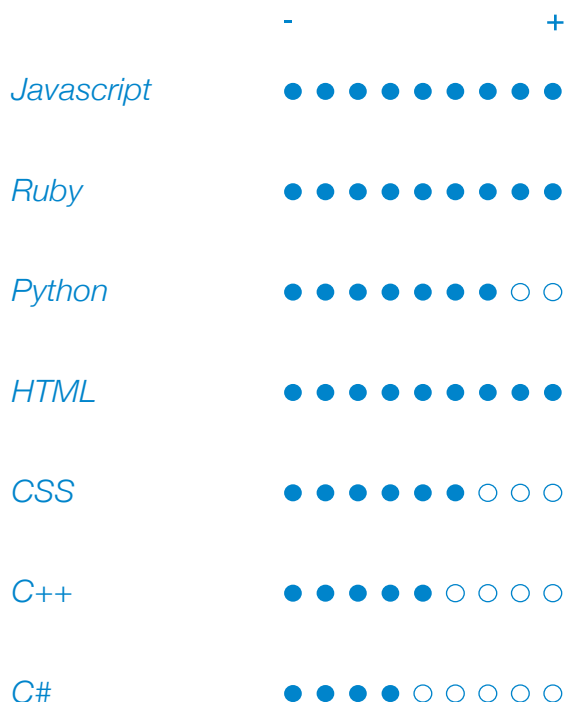 - +
Javascript
Ruby
Python
HTML
CSS
C++
C#